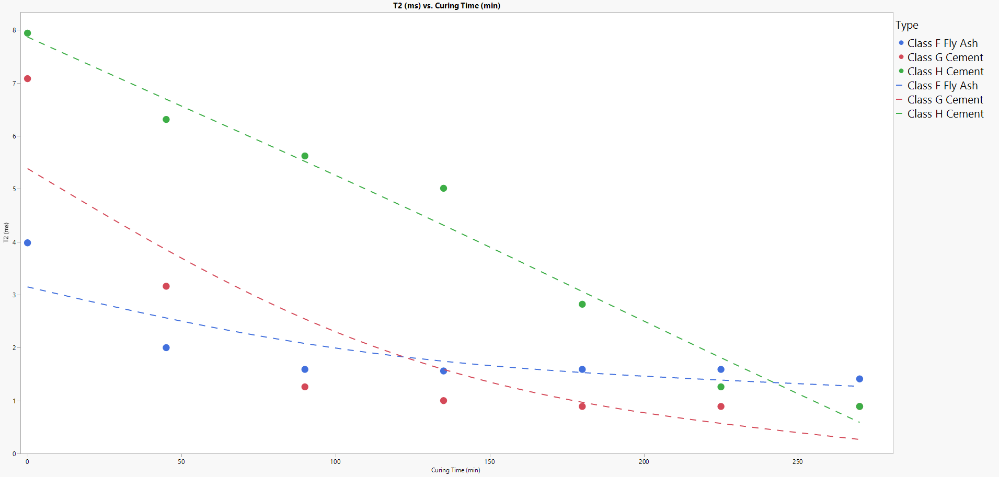 T2 (ms) vs. Curing Time (min)
8
7
6
5
4
3
2
1
0
T2 (ms)
0 50 100 150 200 250
Curing Time (min)
Type
Class F Fly Ash
Class G Cement
Class H Cement
Class F Fly Ash
Class G Cement
Class H Cement